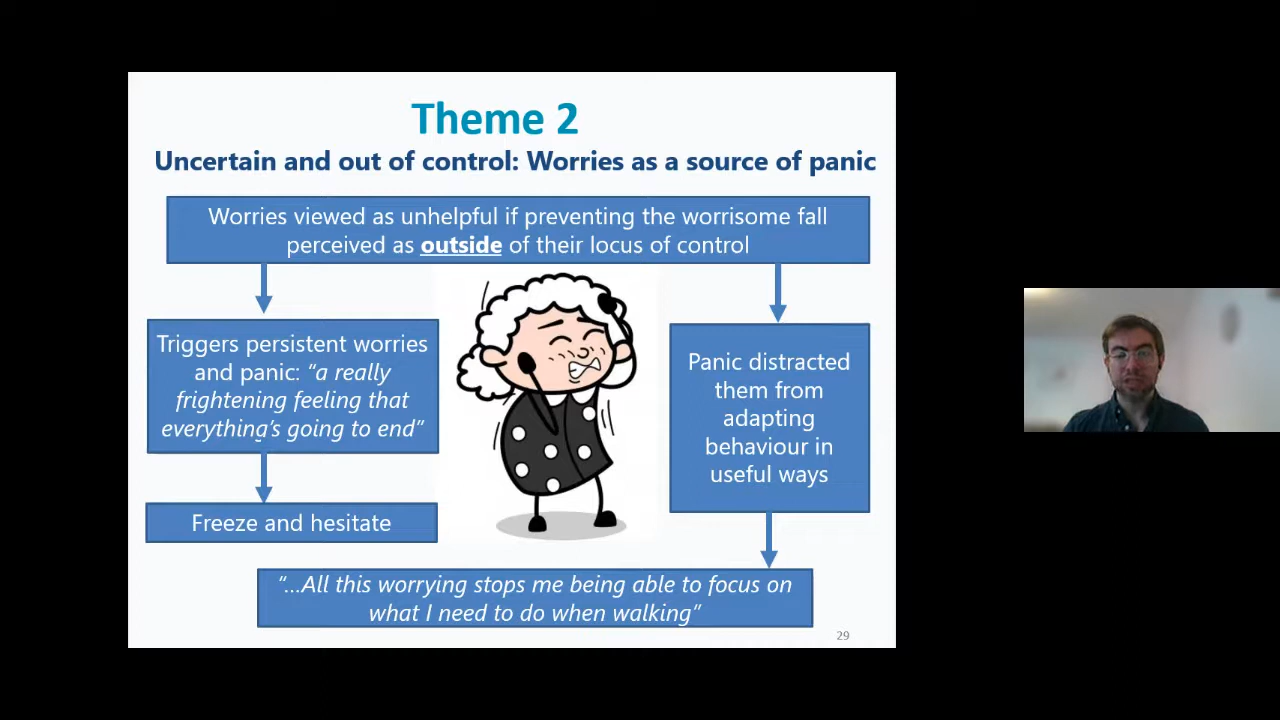 Theme 2
Uncertain and out of control: Worries as a source of panic
Worries viewed as unhelpful if preventing the worrisome fall
perceived as outside of their locus of control
Triggers persistent worries
and panic: “a really
frightening feeling that
everything’s going to end”
Freeze and hesitate
Panic distracted
them from
adapting
behaviour in
useful ways
“…All this worrying stops me being able to focus on
what I need to do when walking”
29